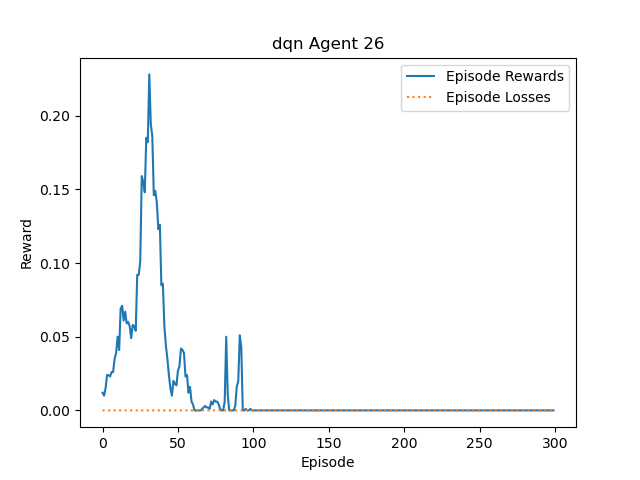 dqn Agent 26
Episode Rewards
Episode Losses
Reward
0.20
0.15
0.10
0.05
0.00
0 50 100 150 200 250 300
Episode